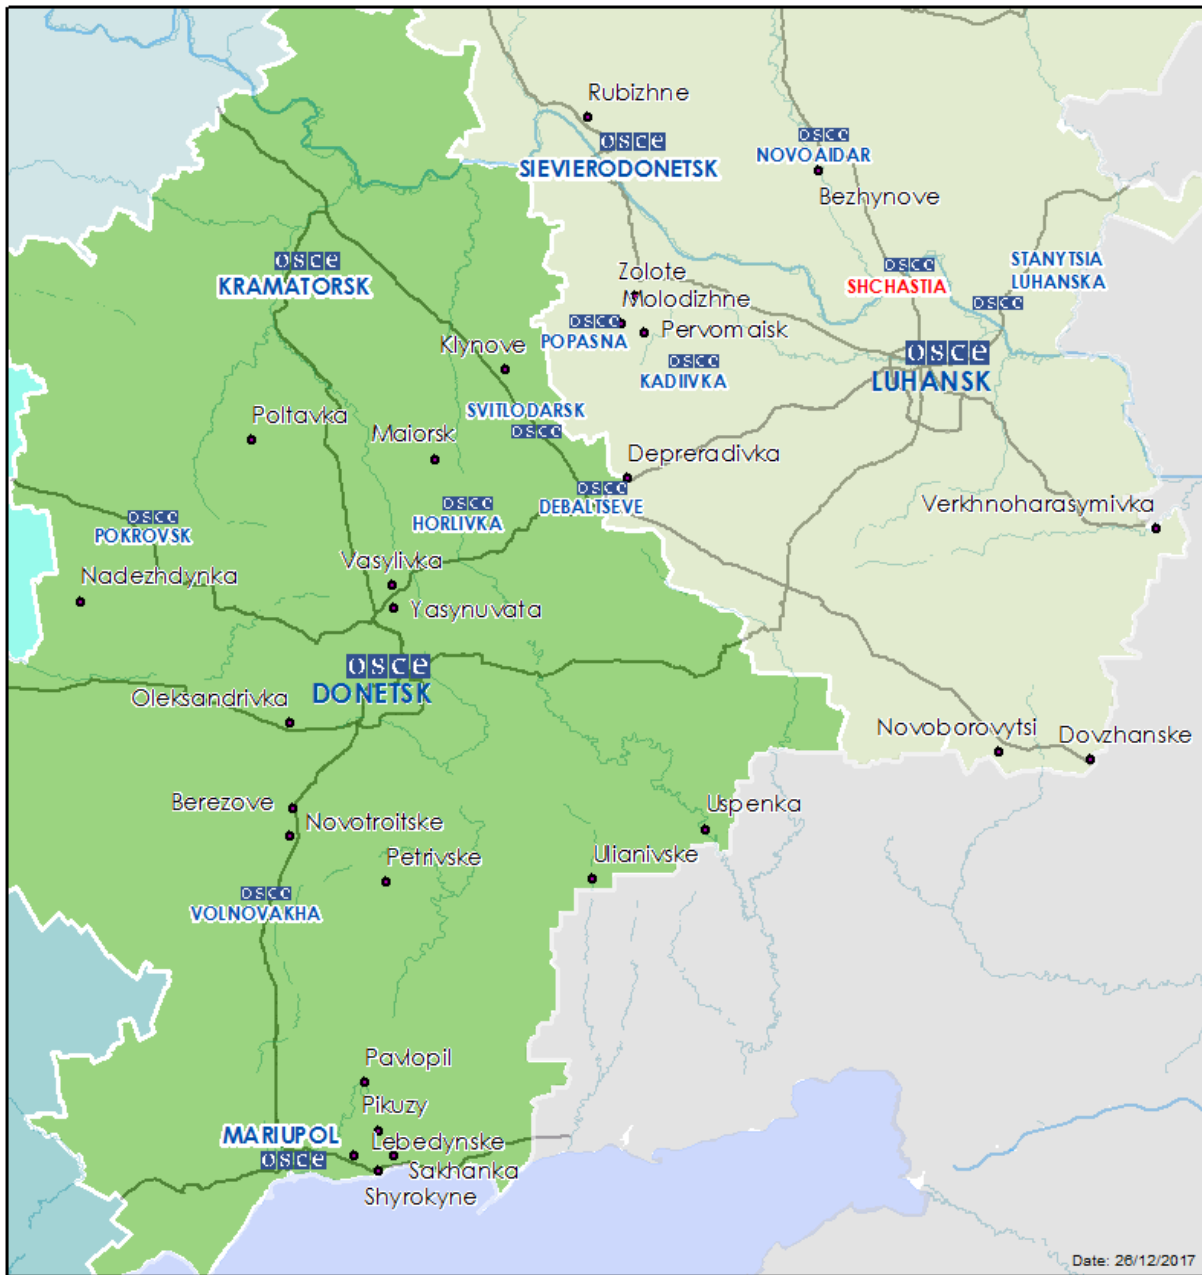 Rubizhne
osce
SIEVIERODONETSK
osce
NOVOAIDAR
Bezhynove
osce
KRAMATORSK
Zolote
Molodizhne
osce
POPASNA
Pervomaisk
osce
KADIIVKA
osce
SHCHASTIA
STANYTSIA
LUHANSKA
osce
osce
LUHANSK
Klynove
SVITLODARSK
osce
Poltavka
Maiorsk
Depreradivka
osce
DEBALTSEVE
osce
HORLIVKA
Verkhnoharasymivka
osce
POKROVSK
Nadezhdynka
Vasylivka
Yasynuvata
osce
DONETSK
Oleksandrivka
Novoborovytsi
Dovzhanske
Berezove
Novotroitske
Petrivske
Uspenka
Ulianivske
osce
VOLNOVAKHA
Pavlopil
Pikuzy
MARIUPOL
osce
Lebedynske
Sakhanka
Shyrokyne
Date: 26/12/2017